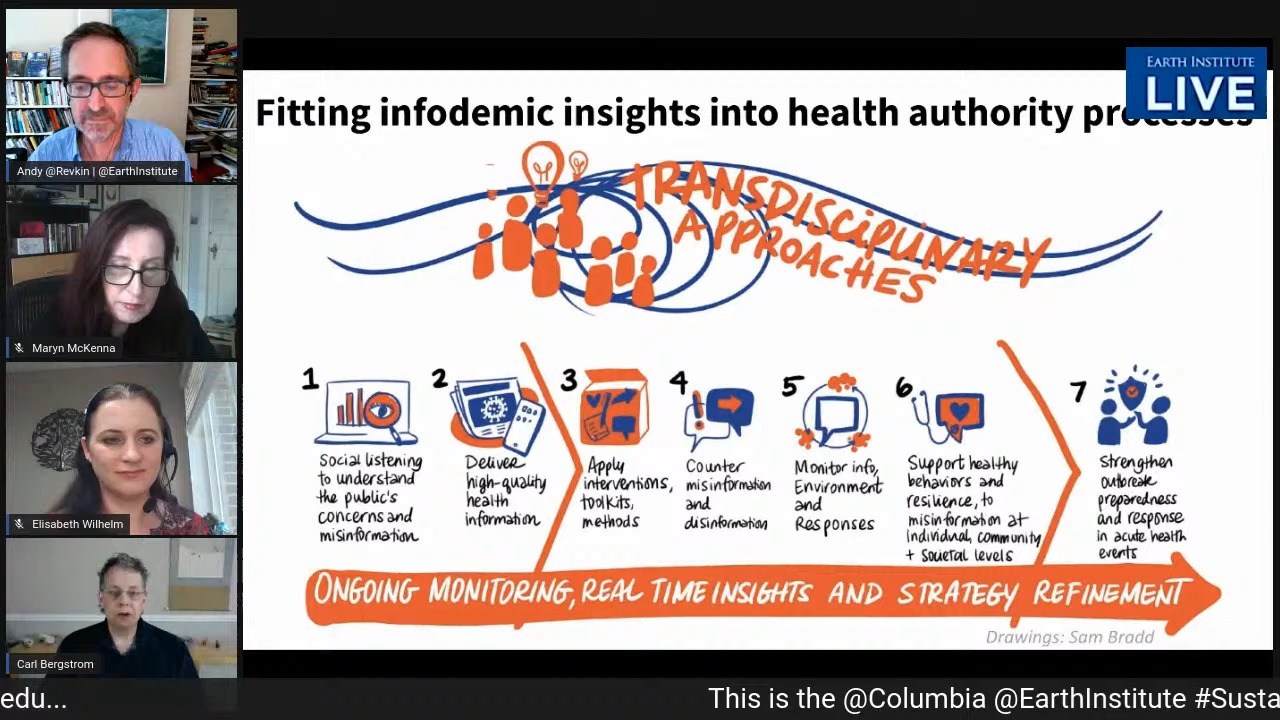 Andy @Revkin | @EarthInstitute
Maryn McKenna
Elisabeth Wilhelm
Carl Bergstrom
EARTH INSTITUTE
LIVE
Fitting infodemic insights into health authority processes
TRANSDISCIPLINARY
APPROACHES
1
Social listening
to understand
the public's
concerns and
misinformation
2
Deliver
high-quality
health
information
3
Apply
interventions,
toolkits,
methods
4
Counter
misinformation
and
disinformation
5
Monitor info,
Environment
and
Responses
6
Support healthy
behaviors and
resilience, to
misinformation at
individual, community
+ societal levels
7
Strengthen
outbreak
preparedness
and response
in acute health
events
ONGOING MONITORING, REAL TIME INSIGHTS AND STRATEGY REFINEMENT
Drawings: Sam Bradd
edu... This is the @Columbia @EarthInstitute #Susta